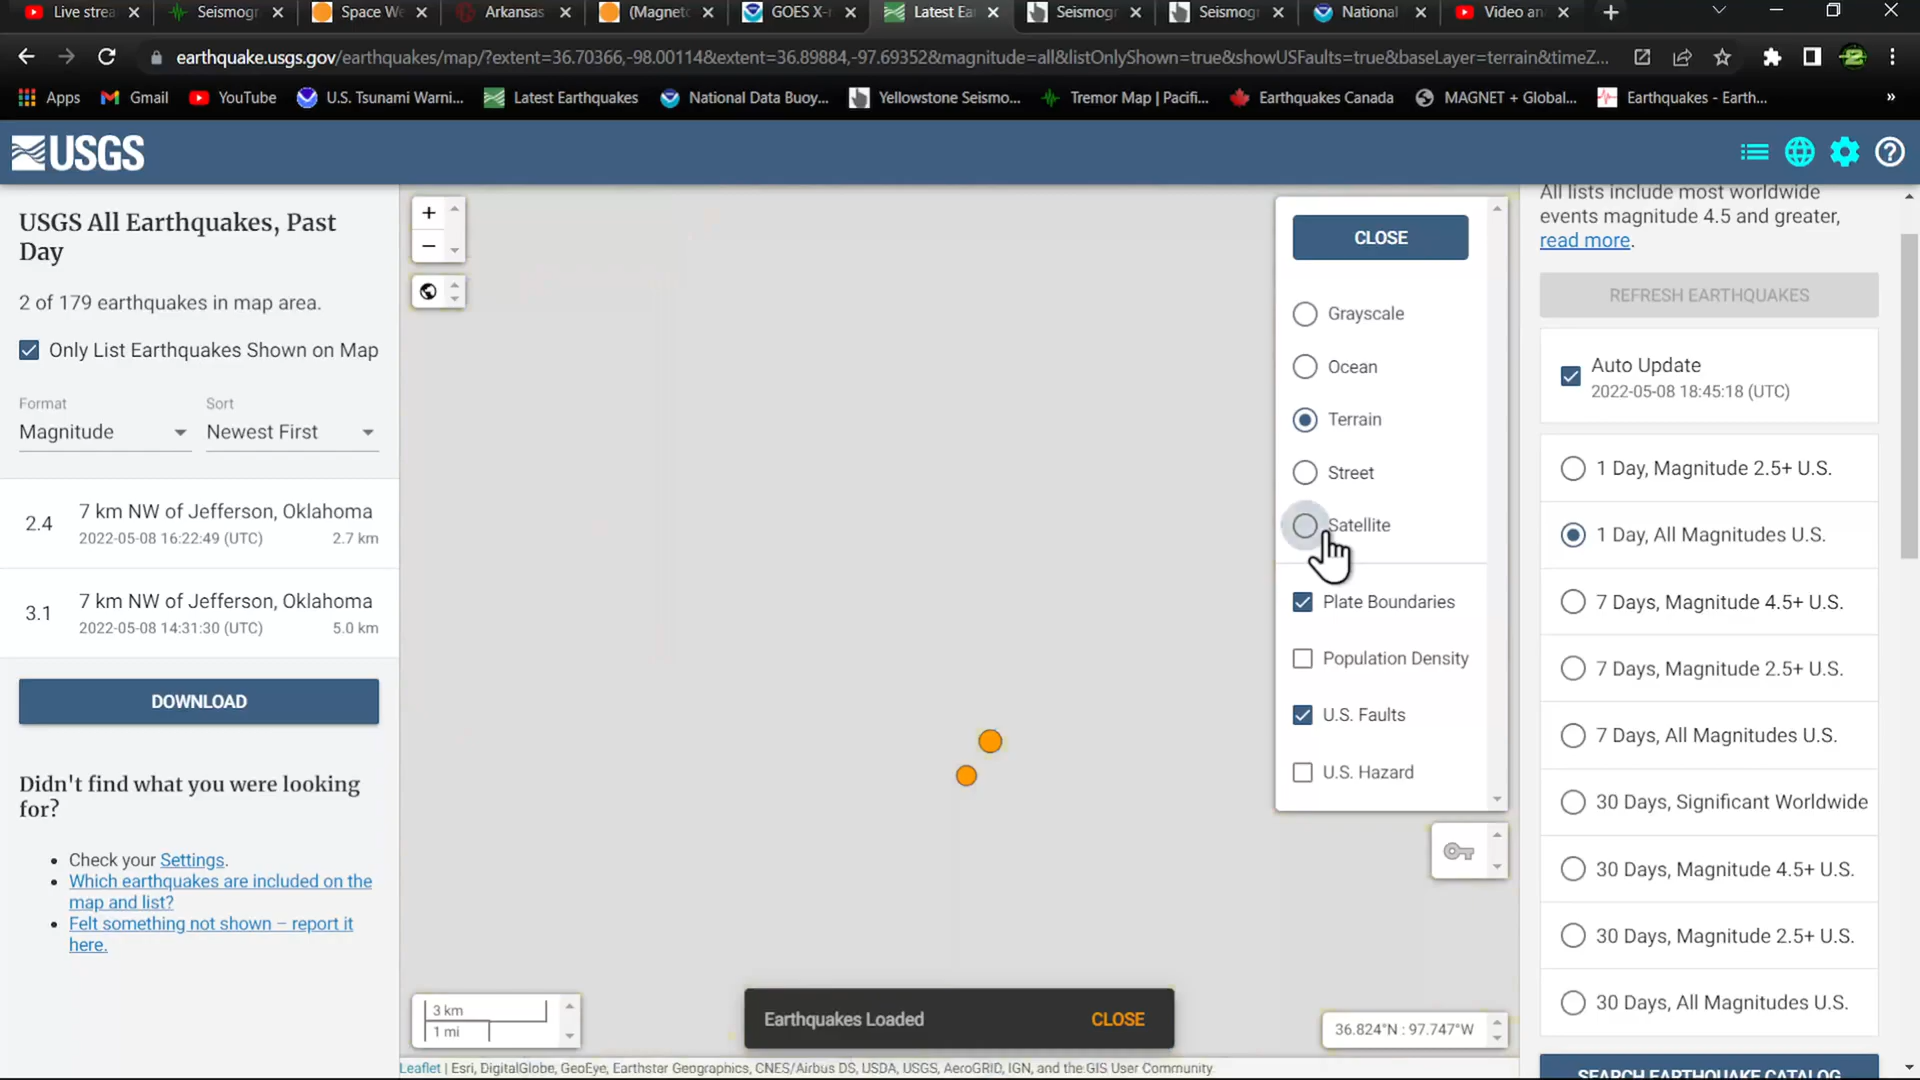 Live strea
Seismogr
Space We
Arkansas
(Magneto
GOES X-r
Latest Ea
Seismogr
Seismogr
National
Video an
earthquake.usgs.gov/earthquakes/map/?extent=36.70366,-98.00114&extent=36.89884,-97.69352&magnitude=all&listOnlyShown=true&showUSFaults=true&baseLayer=terrain&timeZ...
Apps
Gmail
YouTube
U.S. Tsunami Warni...
Latest Earthquakes
National Data Buoy...
Yellowstone Seismo...
Tremor Map | Pacifi...
Earthquakes Canada
MAGNET + Global...
Earthquakes - Earth...
»
USGS
USGS All Earthquakes, Past
Day
2 of 179 earthquakes in map area.
Only List Earthquakes Shown on Map
Format
Sort
Magnitude
Newest First
2.4
7 km NW of Jefferson, Oklahoma
2022-05-08 16:22:49 (UTC)
2.7 km
3.1
7 km NW of Jefferson, Oklahoma
2022-05-08 14:31:30 (UTC)
5.0 km
DOWNLOAD
Didn't find what you were looking
for?
• Check your Settings.
• Which earthquakes are included on the
map and list?
• Felt something not shown – report it
here.
+
−
3 km
1 mi
Earthquakes Loaded
CLOSE
36.824°N : 97.747°W
Leaflet | Esri, DigitalGlobe, GeoEye, Earthstar Geographics, CNES/Airbus DS, USDA, USGS, AeroGRID, IGN, and the GIS User Community
CLOSE
Grayscale
Ocean
Terrain
Street
Satellite
Plate Boundaries
Population Density
U.S. Faults
U.S. Hazard
All lists include most worldwide
events magnitude 4.5 and greater,
read more.
REFRESH EARTHQUAKES
Auto Update
2022-05-08 18:45:18 (UTC)
1 Day, Magnitude 2.5+ U.S.
1 Day, All Magnitudes U.S.
7 Days, Magnitude 4.5+ U.S.
7 Days, Magnitude 2.5+ U.S.
7 Days, All Magnitudes U.S.
30 Days, Significant Worldwide
30 Days, Magnitude 4.5+ U.S.
30 Days, Magnitude 2.5+ U.S.
30 Days, All Magnitudes U.S.
SEARCH EARTHQUAKE CATALOG